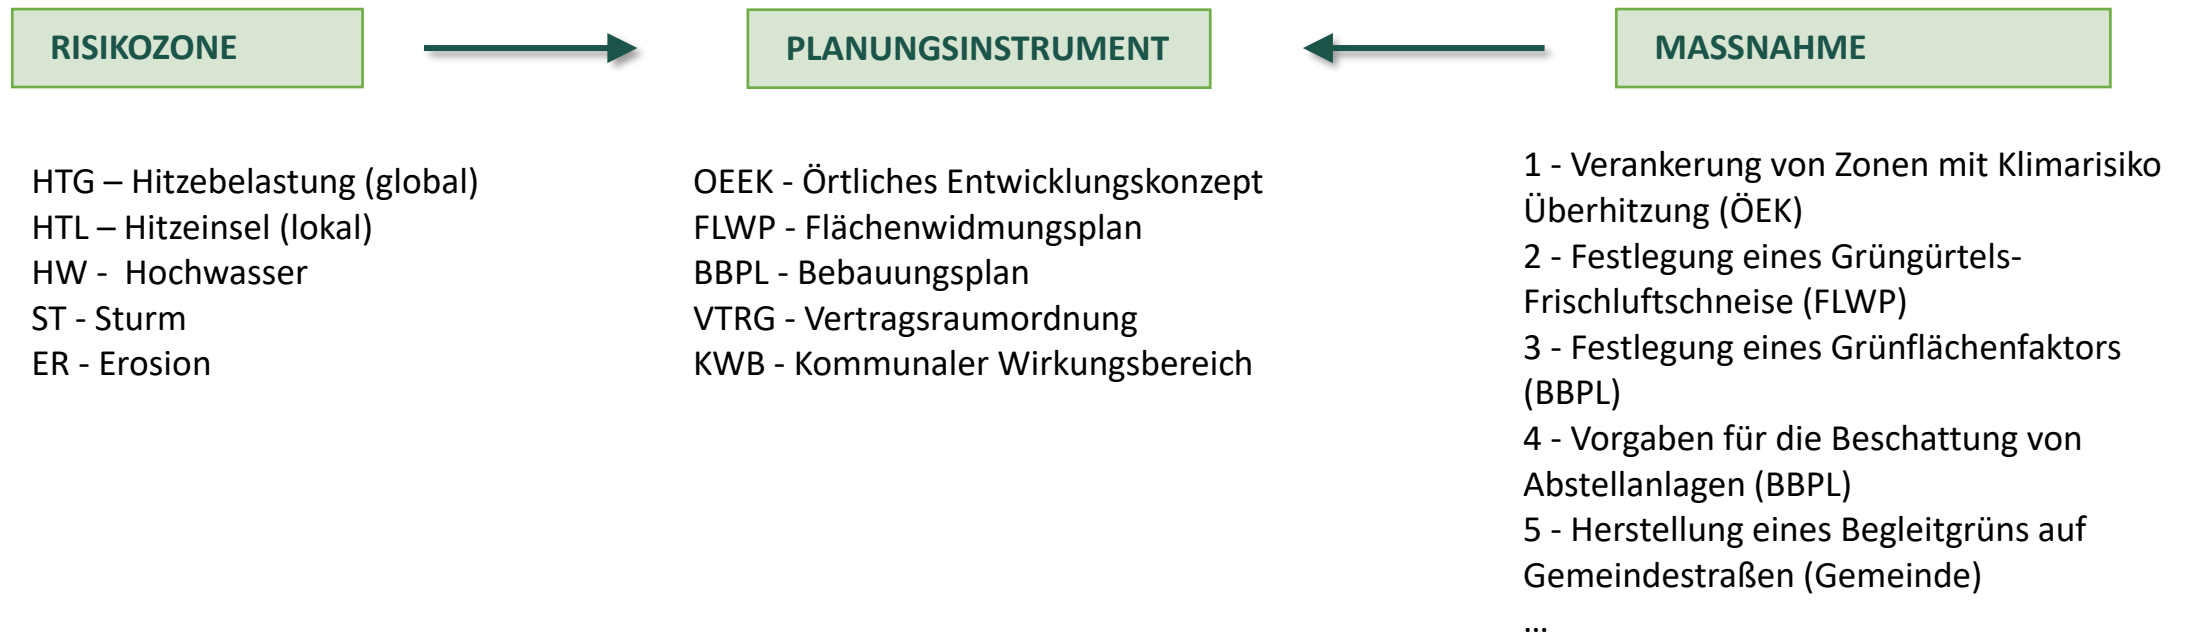 RISIKOZONE
PLANUNGSINSTRUMENT
MASSNAHME
HTG – Hitzebelastung (global)
HTL – Hitzeinsel (lokal)
HW -  Hochwasser
ST - Sturm
ER - Erosion
OEEK - Örtliches Entwicklungskonzept
FLWP - Flächenwidmungsplan
BBPL - Bebauungsplan
VTRG - Vertragsraumordnung
KWB - Kommunaler Wirkungsbereich
1 - Verankerung von Zonen mit Klimarisiko
Überhitzung (ÖEK)
2 - Festlegung eines Grüngürtels-
Frischluftschneise (FLWP)
3 - Festlegung eines Grünflächenfaktors
(BBPL)
4 - Vorgaben für die Beschattung von
Abstellanlagen (BBPL)
5 - Herstellung eines Begleitgrüns auf
Gemeindestraßen (Gemeinde)
…